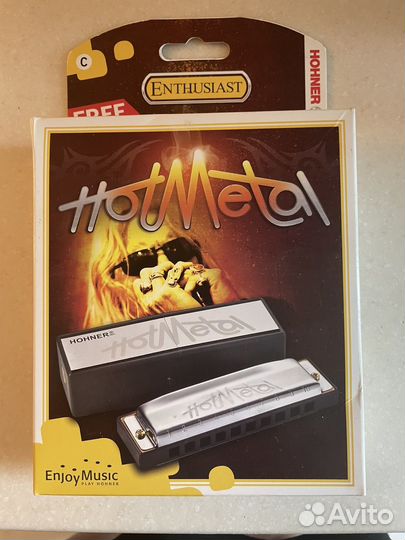 C
ENTHUSIAST
HOHNER
FREE
HotMetal
HOHNER
HotMetal
HotMetal
EnjoyMusic
PLAY HOHNER
Avito